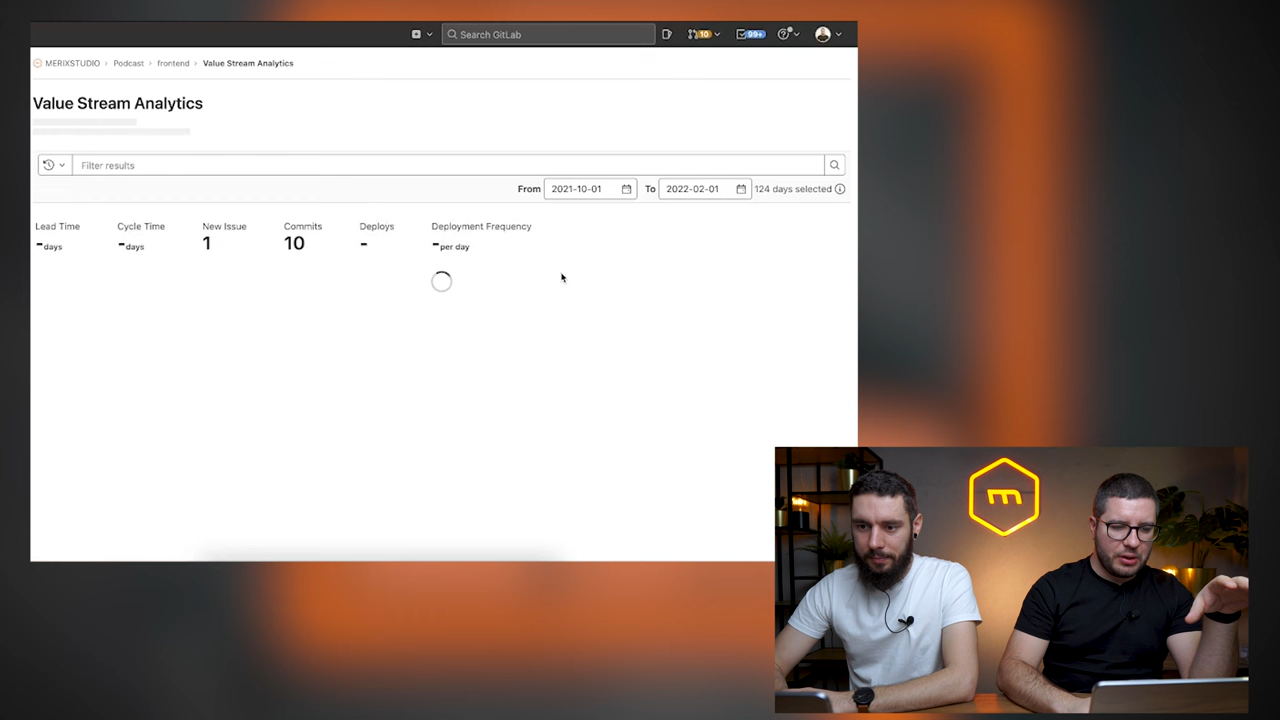 Search GitLab
10
99+
MERIXSTUDIO › Podcast › frontend › Value Stream Analytics
Value Stream Analytics
Filter results
From 2021-10-01 To 2022-02-01 124 days selected
Lead Time Cycle Time New Issue Commits Deploys Deployment Frequency
-days -days 1 10 - -per day
m